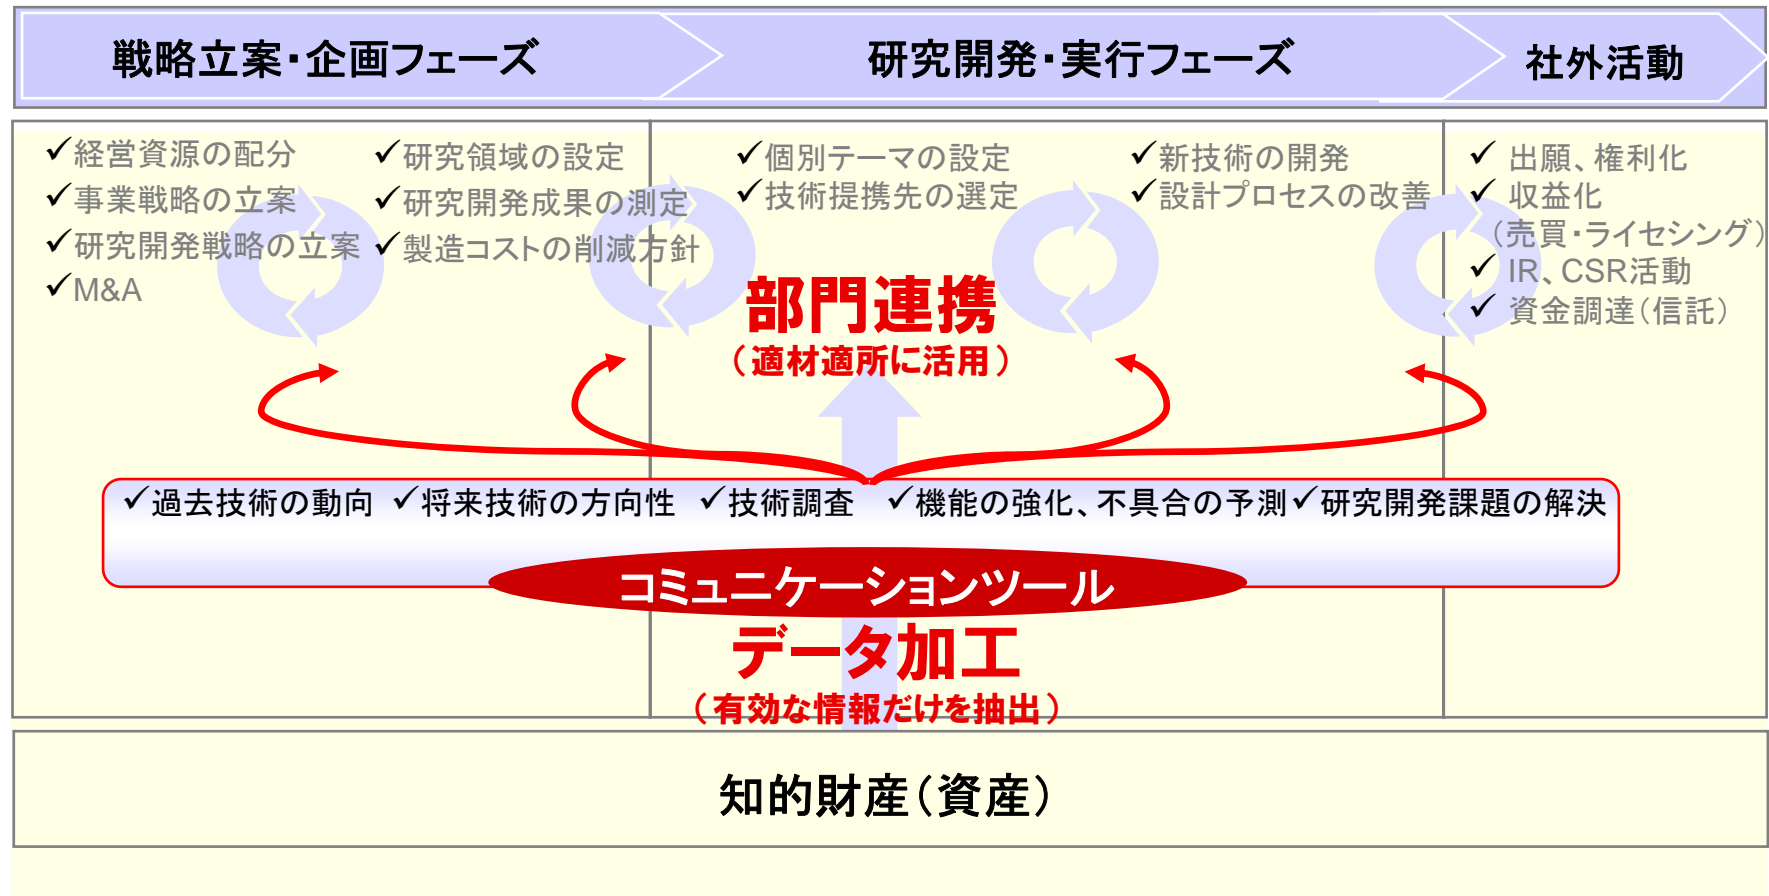 戦略立案・企画フェーズ
研究開発・実行フェーズ
社外活動
✓経営資源の配分
✓事業戦略の立案
✓研究開発戦略の立案
✓M&A
✓研究領域の設定
✓研究開発成果の測定
✓製造コストの削減方針
✓個別テーマの設定
✓技術提携先の選定
✓新技術の開発
✓設計プロセスの改善
✓ 出願、権利化
✓ 収益化
（売買・ライセシング）
✓ IR、CSR活動
✓ 資金調達（信託）
部門連携
（適材適所に活用）
✓過去技術の動向 ✓将来技術の方向性 ✓技術調査 ✓機能の強化、不具合の予測 ✓研究開発課題の解決
コミュニケーションツール
データ加工
（有効な情報だけを抽出）
知的財産（資産）